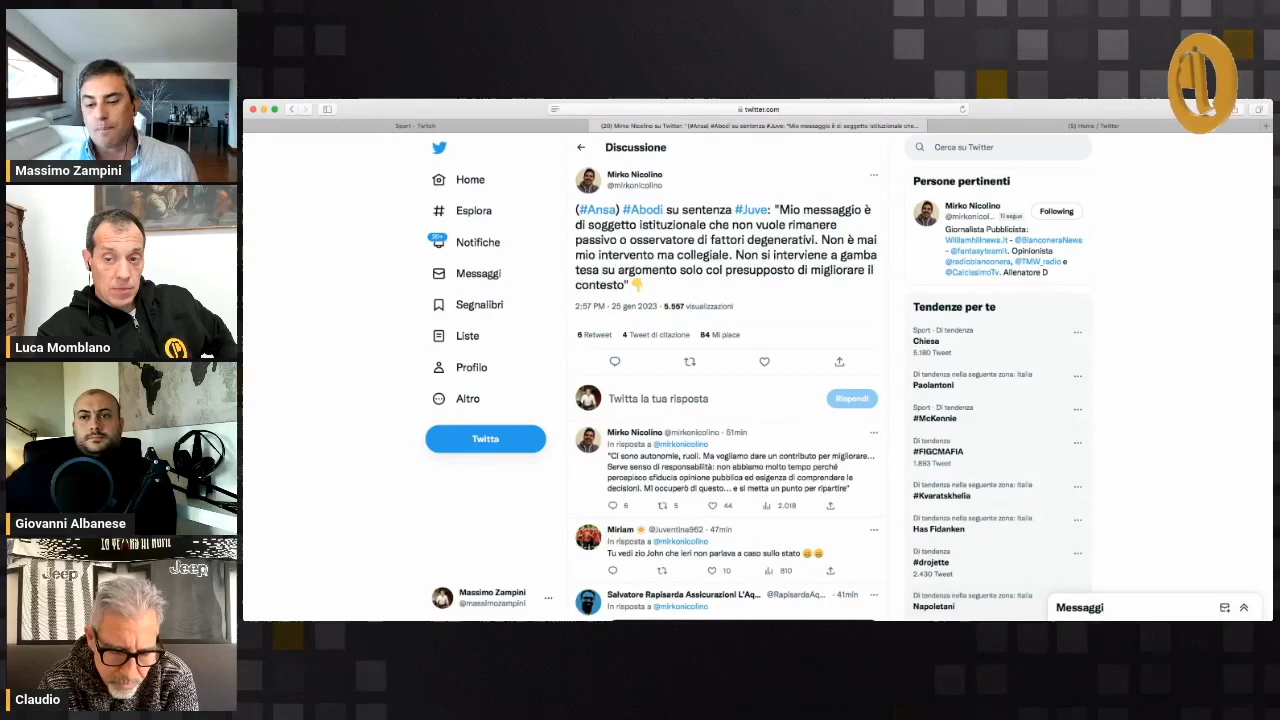 Massimo Zampini
Luca Momblano
Giovanni Albanese
Jeep
Jeep
Claudio
twitter.com
Sport - Twitch
(20) Mirko Nicolino su Twitter: "(#Ansa) #Abodi su sentenza #Juve: "Mio messaggio è di soggetto istituzionale che...
(5) Home / Twitter
Home
Esplora
20+
Notifiche
Messaggi
Segnalibri
Liste
Profilo
Altro
Twitta
Massimo Zampini
@massimozampini
Discussione
Mirko Nicolino
@mirkonicolino
(#Ansa) #Abodi su sentenza #Juve: "Mio messaggio è
di soggetto istituzionale che non vuole rimanere
passivo o osservatore di fattori degenerativi. Non è mai
mio intervento ma collegiale. Non si interviene a gamba
tesa su argomento solo col presupposto di migliorare il
contesto"👇
2:57 PM · 25 gen 2023 · 5.557 visualizzazioni
6 Retweet 4 Tweet di citazione 84 Mi piace
Twitta la tua risposta
Rispondi
Mirko Nicolino @mirkonicolino · 51min
In risposta a @mirkonicolino
"Ci sono autonomie, ruoli. Ma vogliamo dare un contributo per migliorare...
Serve senso di responsabilità: non abbiamo molto tempo perché
percepisco sfiducia opinione pubblica ed esigenza di comprendere le
decisioni. Mi occuperò di questo... e si metta un punto per ripartire"
6 5 44 2.018
Miriam ☀️ @Juventina962 · 47min
In risposta a @mirkonicolino
Tu vedi zio John che ieri non parlava a caso sullo stato
10 810
Salvatore Rapisarda Assicurazioni L'Aq... @RapisardaAq... · 41min
In risposta a @mirkonicolino
Cerca su Twitter
Persone pertinenti
Mirko Nicolino
@mirkonicol... Ti segue
Following
Giornalista Pubblicista:
Williamhillnews.it - @BianconeraNews
- @fantasyteamit. Opinionista
@radiobianconera, @TMW_radio e
@CalcissimoTv. Allenatore D
Tendenze per te
Sport · Di tendenza
Chiesa
5.180 Tweet
Di tendenza nella seguente zona: Italia
Paolantoni
Sport · Di tendenza
#McKennie
Di tendenza
#FIGCMAFIA
1.893 Tweet
Di tendenza nella seguente zona: Italia
#Kvaratskhelia
Di tendenza nella seguente zona: Italia
Has Fidanken
Di tendenza
#drojette
2.430 Tweet
Di tendenza nella seguente zona: Italia
Napoletani
Messaggi